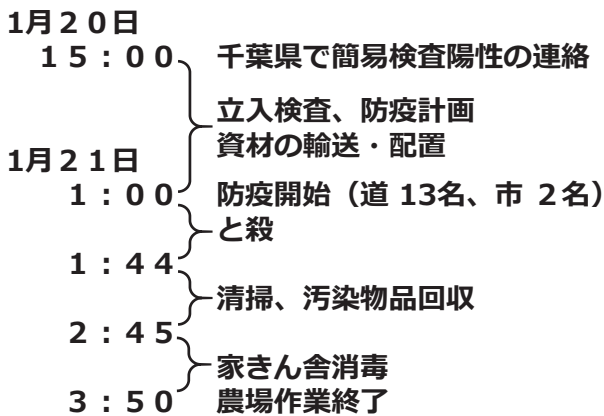 1月２０日
１５：００ 千葉県で簡易検査陽性の連絡
立入検査、防疫計画
資材の輸送・配置
1月２１日
１：００ 防疫開始（道 13名、市 ２名）
と殺
１：４４
清掃、汚染物品回収
２：４５
家きん舎消毒
３：５０ 農場作業終了